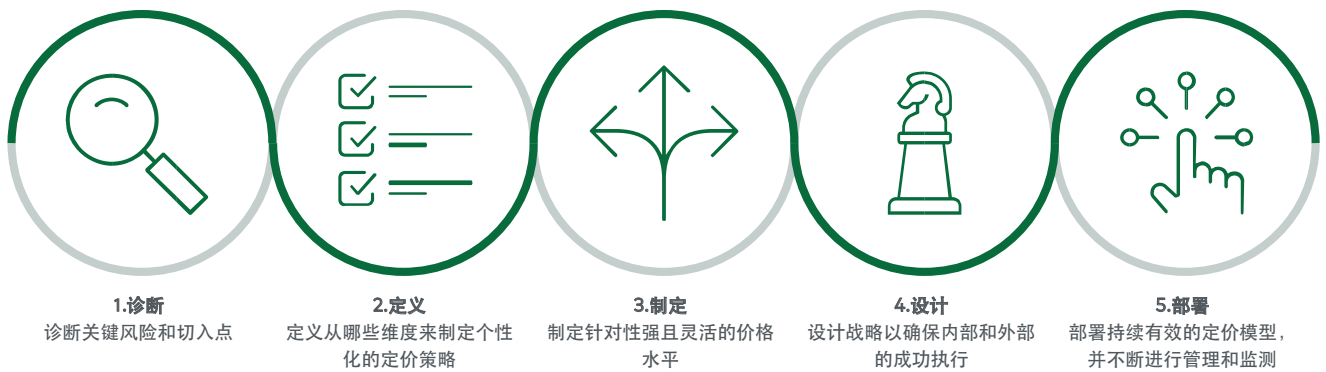 1.诊断
诊断关键风险和切入点
2.定义
定义从哪些维度来制定个性
化的定价策略
3.制定
制定针对性强且灵活的价格
水平
4.设计
设计战略以确保内部和外部
的成功执行
5.部署
部署持续有效的定价模型，
并不断进行管理和监测